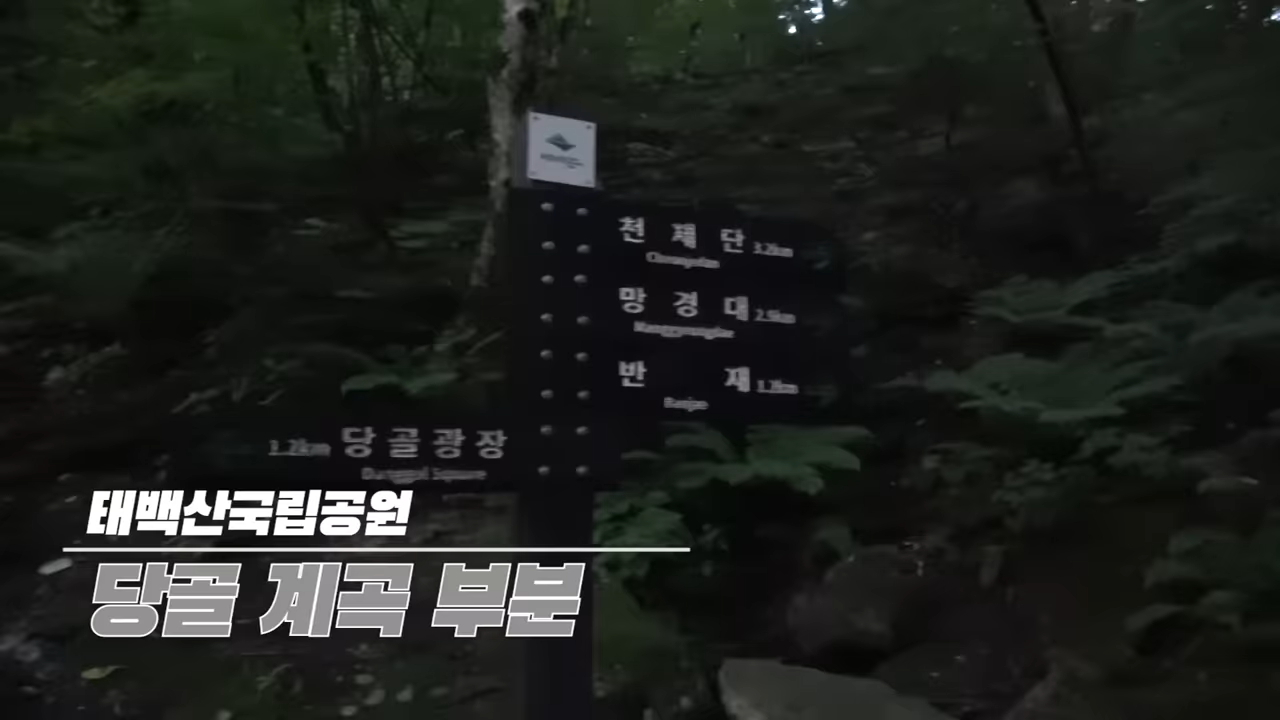 천 제 단 3.2km
Cheonjedan
망 경 대 2.9km
Manggyeongdae
반 재 1.2km
Banjae
1.2km 당골광장
Danggol Square
태백산국립공원
당골 계곡 부분